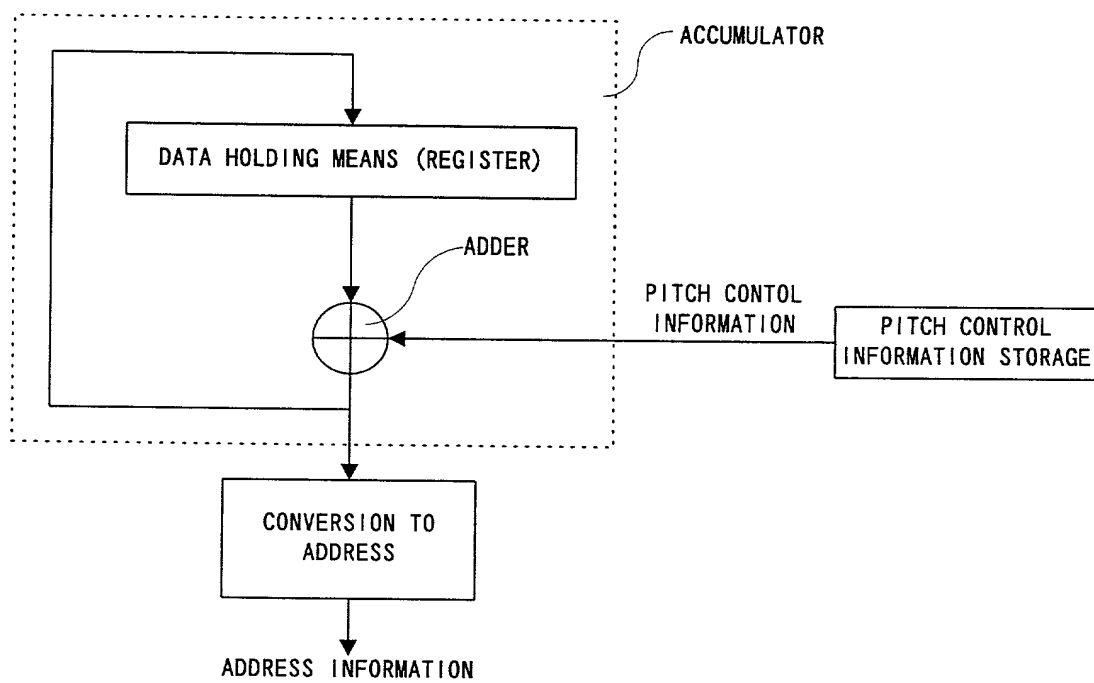 ACCUMULATOR
DATA HOLDING MEANS (REGISTER)
ADDER
PITCH CONTOL
INFORMATION
PITCH CONTROL
INFORMATION STORAGE
CONVERSION TO
ADDRESS
ADDRESS INFORMATION